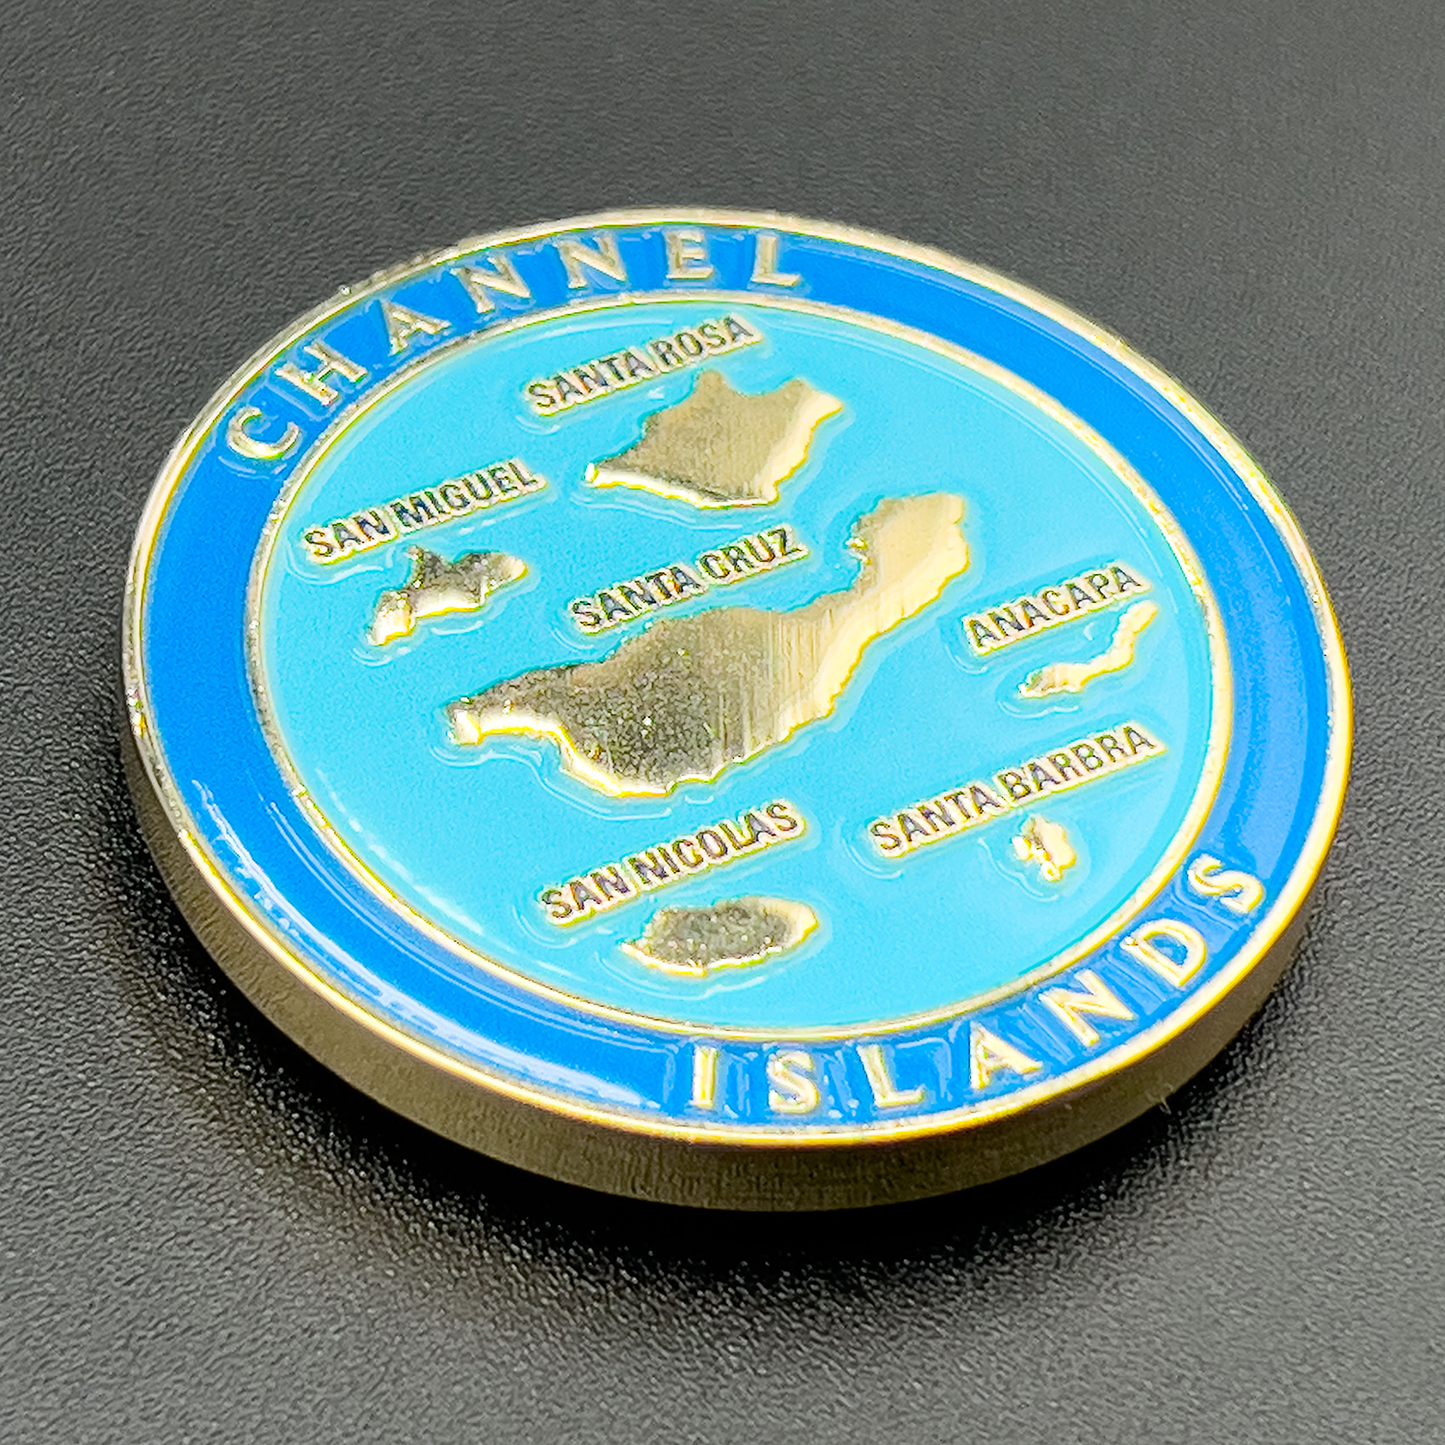 CHANNEL
SANTA ROSA
SAN MIGUEL
SANTA CRUZ
ANACAPA
SANTA BARBRA
SAN NICOLAS
ISLANDS